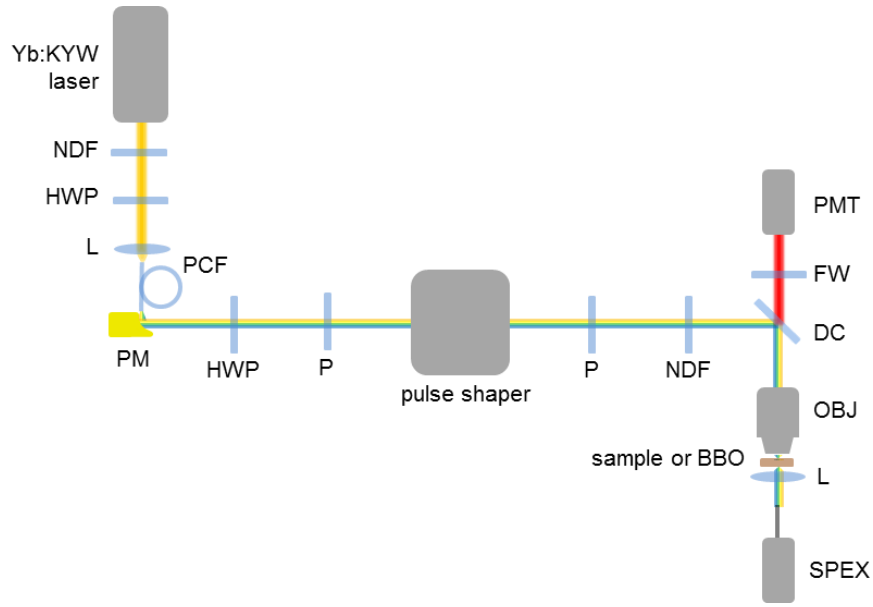 Yb:KYW
laser
NDF
HWP
L
PCF
PM
HWP
P
pulse shaper
P
NDF
PMT
FW
DC
OBJ
sample or BBO
L
SPEX